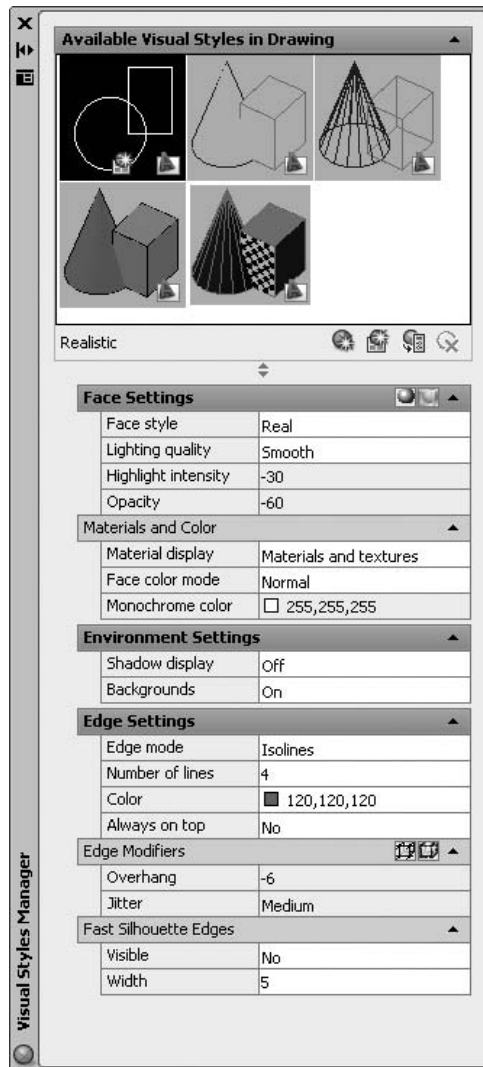 Available Visual Styles in Drawing
Realistic
Face Settings
Face style Real
Lighting quality Smooth
Highlight intensity -30
Opacity -60
Materials and Color
Material display Materials and textures
Face color mode Normal
Monochrome color 255,255,255
Environment Settings
Shadow display Off
Backgrounds On
Edge Settings
Edge mode Isolines
Number of lines 4
Color 120,120,120
Always on top No
Edge Modifiers
Overhang -6
Jitter Medium
Fast Silhouette Edges
Visible No
Width 5
Visual Styles Manager